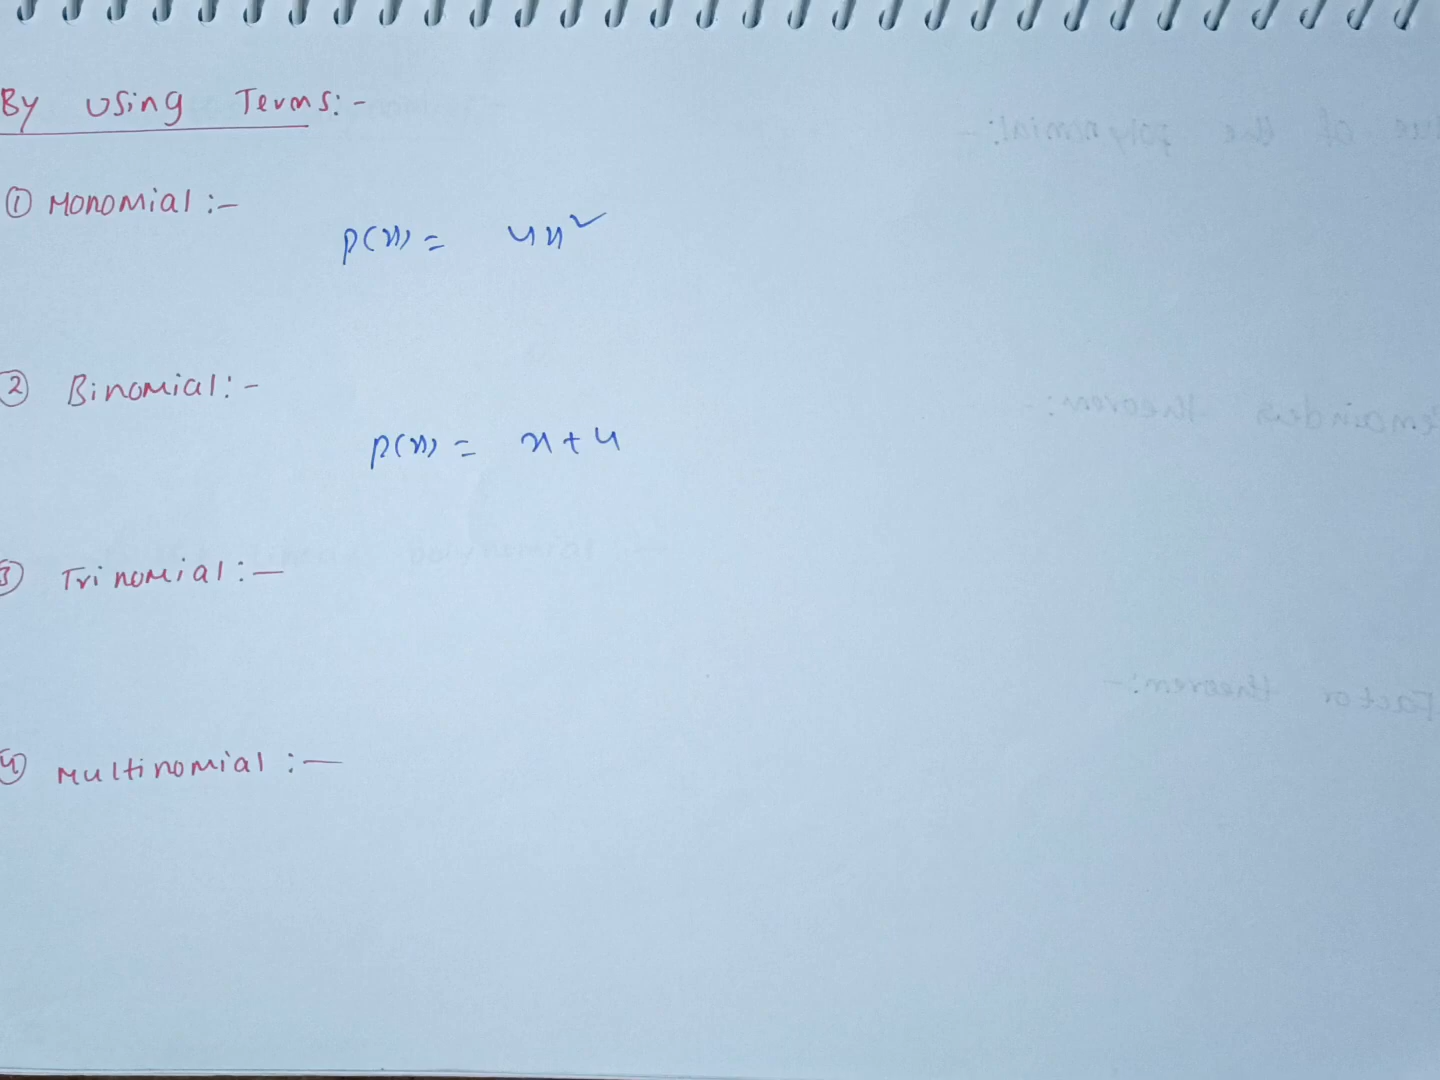 By using Terms:-
① Monomial :-
p(x) = 4x²
② Binomial:-
p(x) = x+4
③ Trinomial :-
④ Multinomial :-